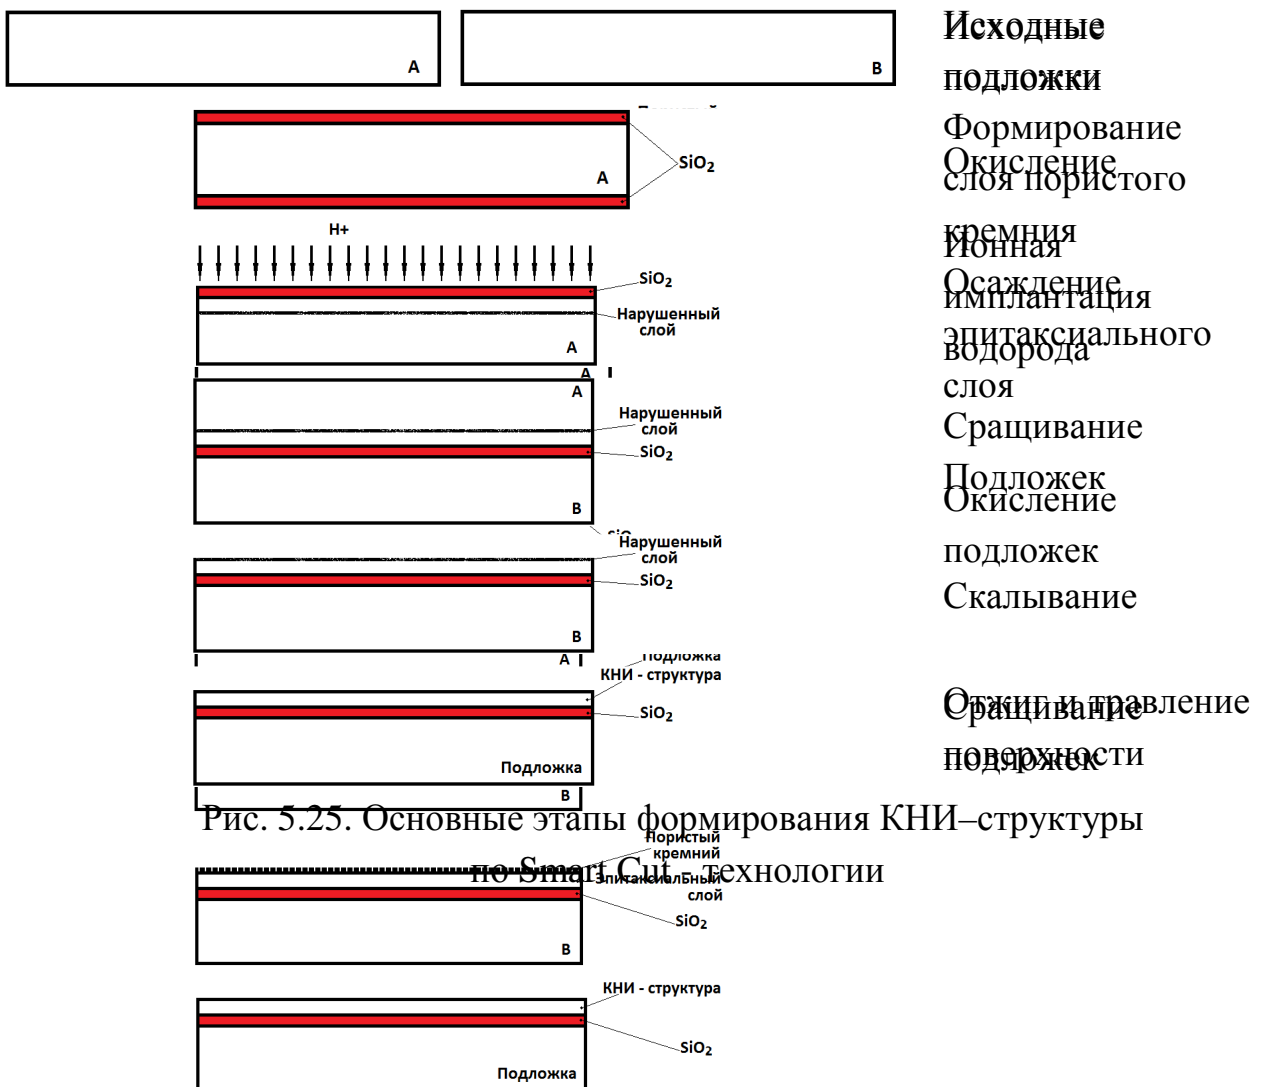 Исходные
подложки
A
B
Формирование
слоя пористого
кремния
SiO2
A
Окисление
H+
Ионная
имплантация
водорода
SiO2
Нарушенный
слой
A
Осаждение
эпитаксиального
слоя
A
A
Нарушенный
слой
SiO2
B
Сращивание
Подложек
Окисление
подложек
Нарушенный
слой
SiO2
B
Скалывание
A
Подложка
КНИ - структура
SiO2
Подложка
Отжиг и травление
поверхности
Сращивание
подложек
B
Рис. 5.25. Основные этапы формирования КНИ–структуры
по Smart Cut – технологии
Пористый
кремний
Эпитаксиальный
слой
SiO2
B
КНИ - структура
SiO2
Подложка